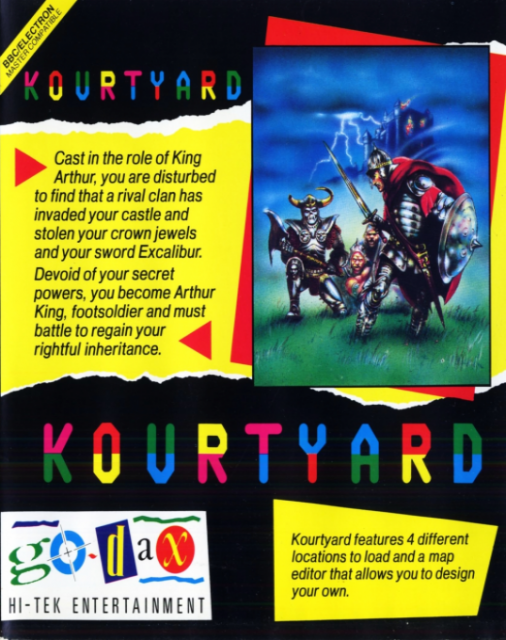 BBC/ELECTRON
MASTER COMPATIBLE
KOURTYARD
Cast in the role of King
Arthur, you are disturbed
to find that a rival clan has
invaded your castle and
stolen your crown jewels
and your sword Excalibur.
Devoid of your secret
powers, you become Arthur
King, footsoldier and must
battle to regain your
rightful inheritance.
KOURTYARD
go.dax
HI-TEK ENTERTAINMENT
Kourtyard features 4 different
locations to load and a map
editor that allows you to design
your own.